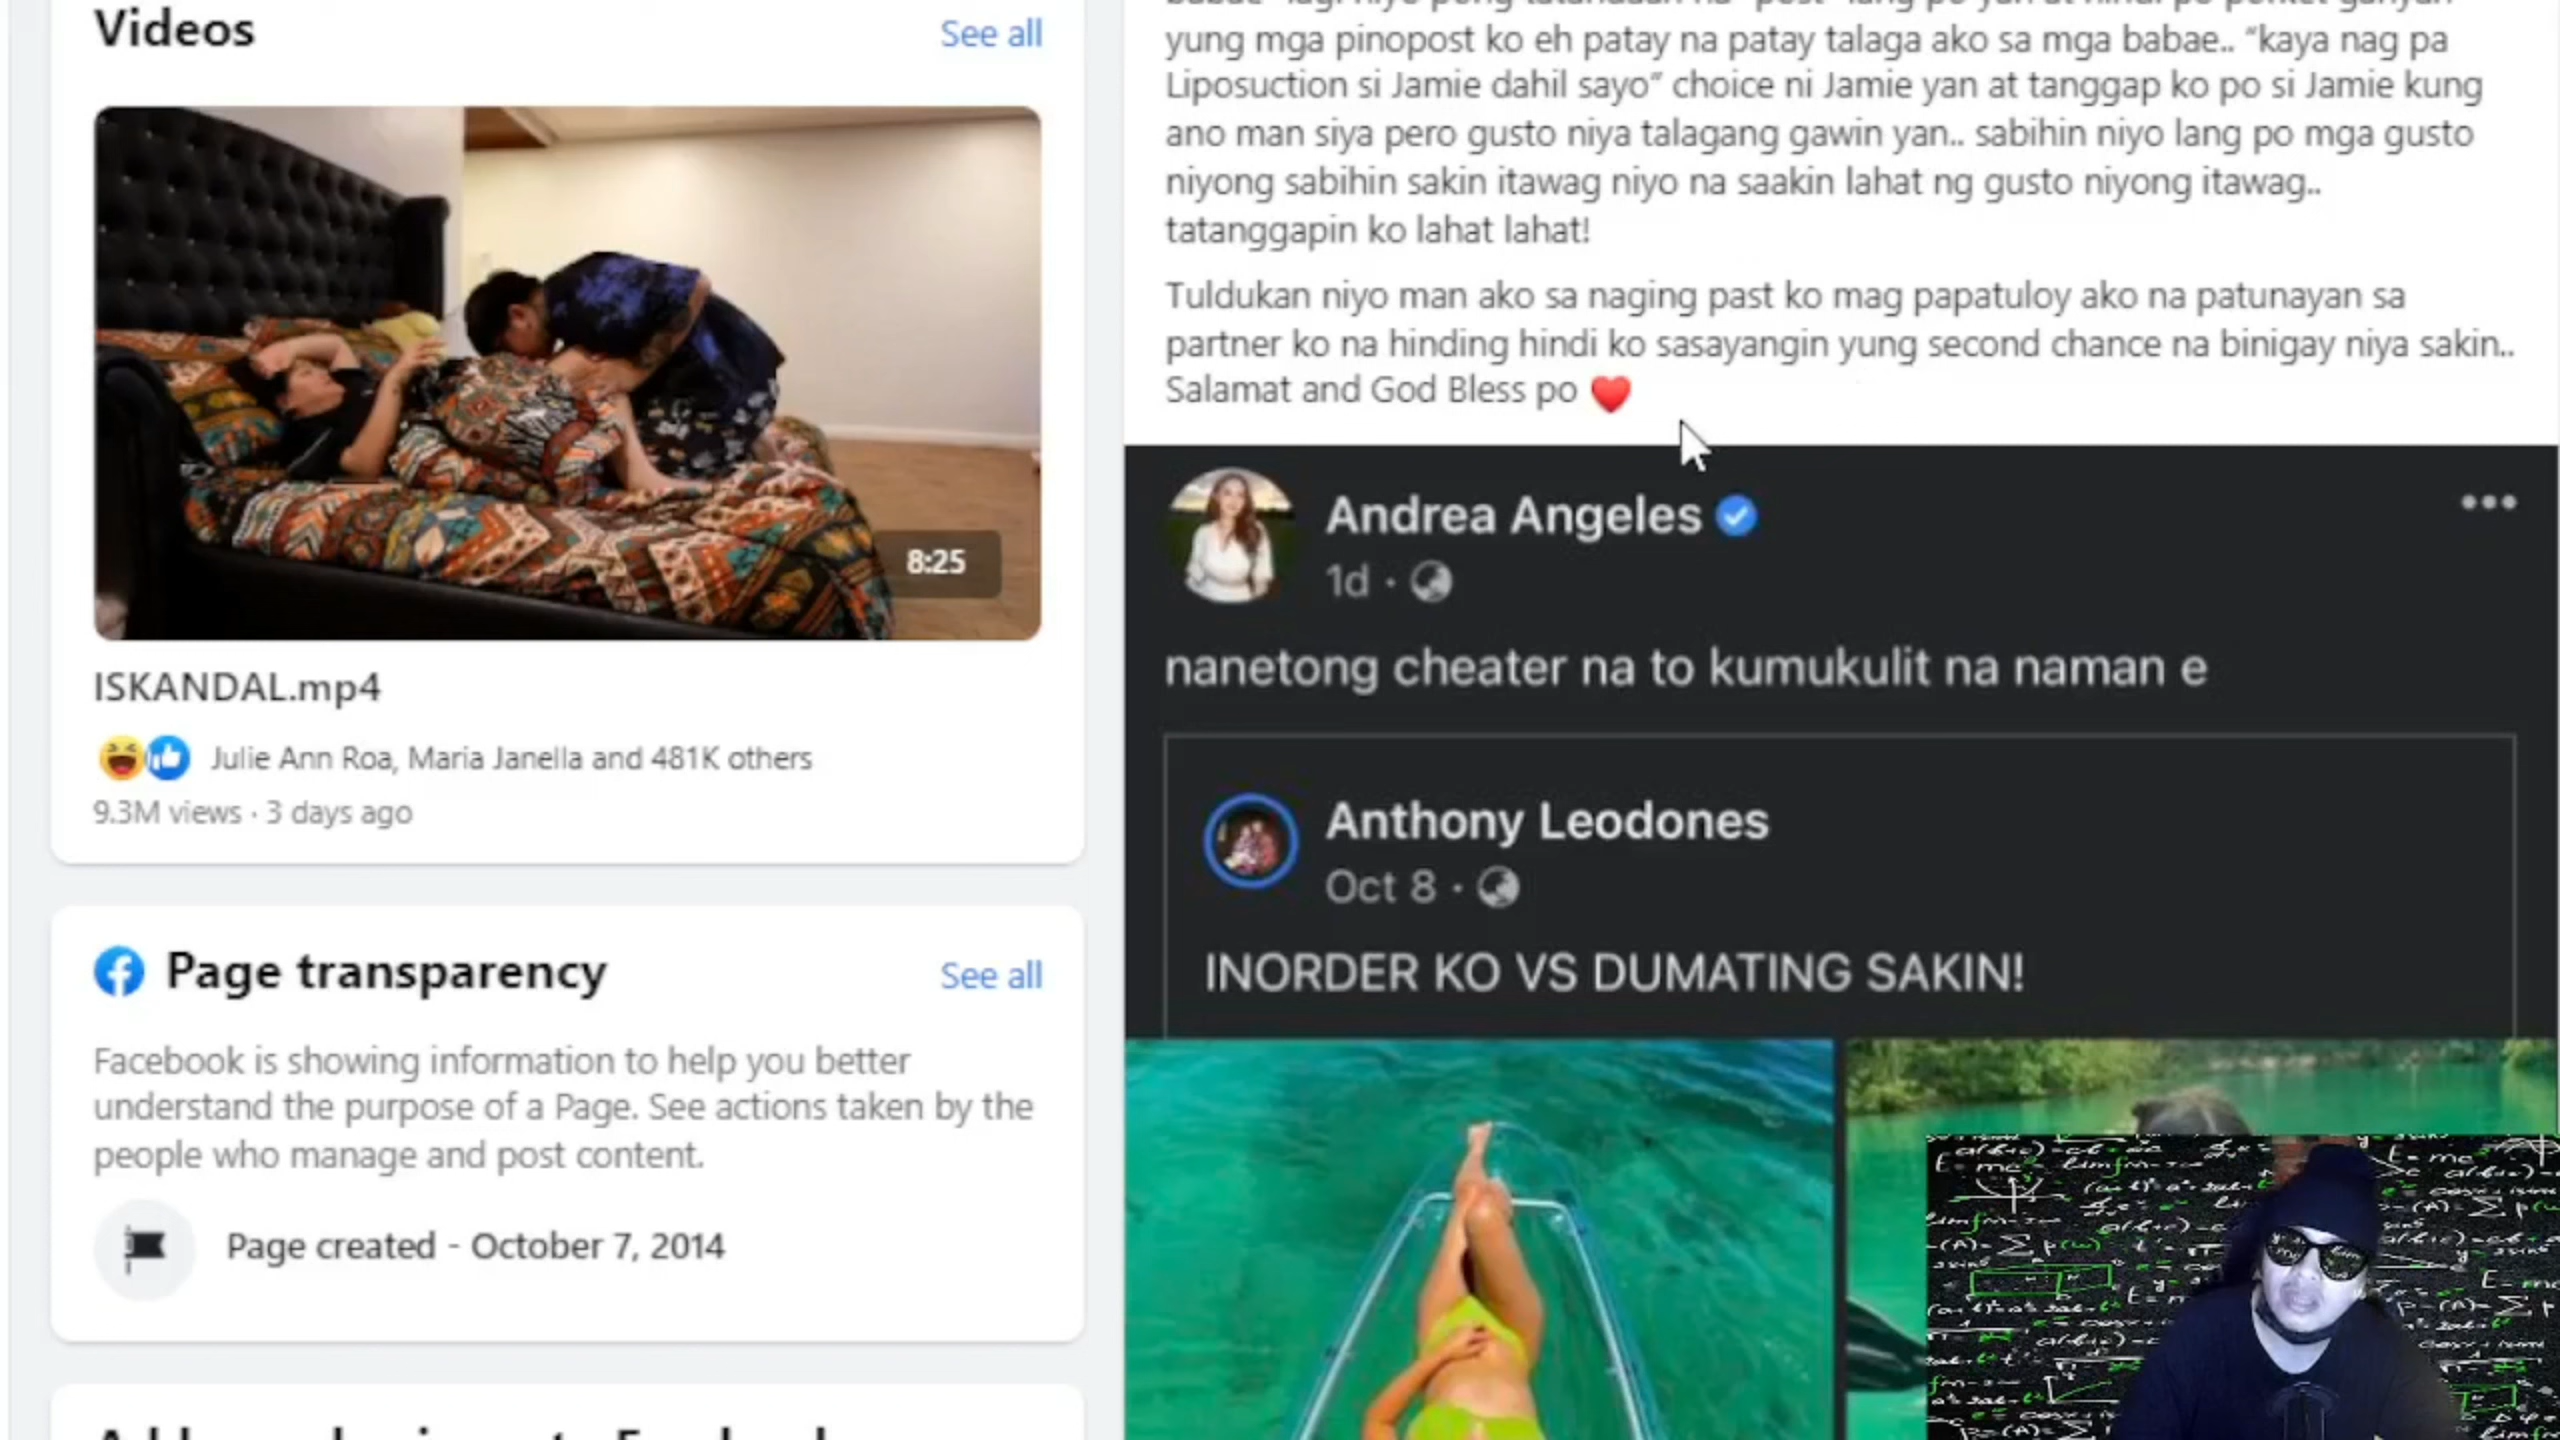 Videos
See all
8:25
ISKANDAL.mp4
Julie Ann Roa, Maria Janella and 481K others
9.3M views · 3 days ago
Page transparency
See all
Facebook is showing information to help you better
understand the purpose of a Page. See actions taken by the
people who manage and post content.
Page created - October 7, 2014
yung mga pinopost ko eh patay na patay talaga ako sa mga babae.. “kaya nag pa
Liposuction si Jamie dahil sayo” choice ni Jamie yan at tanggap ko po si Jamie kung
ano man siya pero gusto niya talagang gawin yan.. sabihin niyo lang po mga gusto
niyong sabihin sakin itawag niyo na saakin lahat ng gusto niyong itawag..
tatanggapin ko lahat lahat!
Tuldukan niyo man ako sa naging past ko mag papatuloy ako na patunayan sa
partner ko na hinding hindi ko sasayangin yung second chance na binigay niya sakin..
Salamat and God Bless po ❤️
Andrea Angeles
1d ·
nanetong cheater na to kumukulit na naman e
Anthony Leodones
Oct 8 ·
INORDER KO VS DUMATING SAKIN!